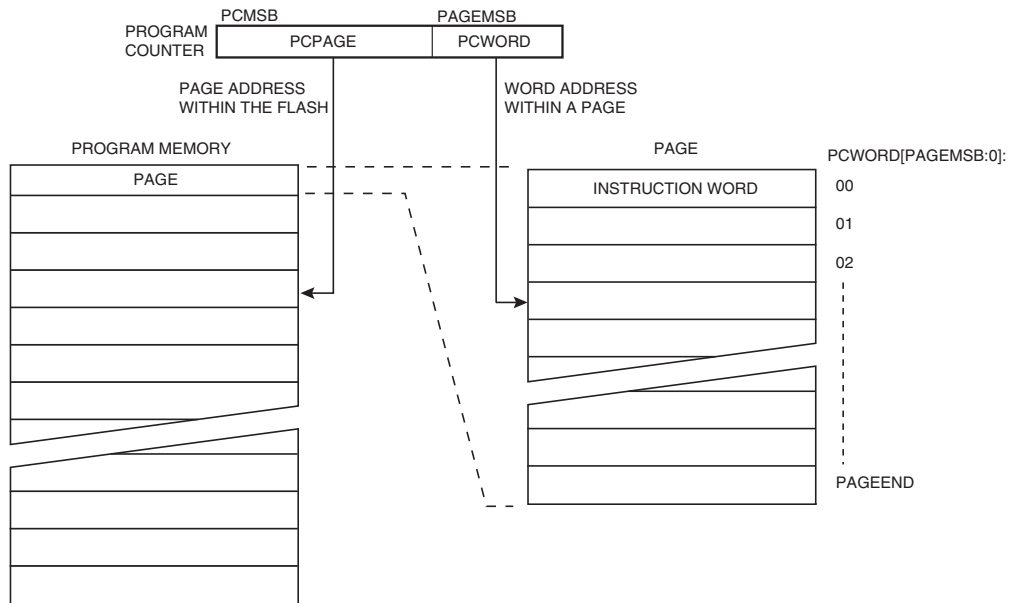 PCMSB
PAGEMSB
PROGRAM
COUNTER
PCPAGE
PCWORD
PAGE ADDRESS
WITHIN THE FLASH
WORD ADDRESS
WITHIN A PAGE
PROGRAM MEMORY
PAGE
PAGE
INSTRUCTION WORD
PCWORD[PAGEMSB:0]:
00
01
02
PAGEEND